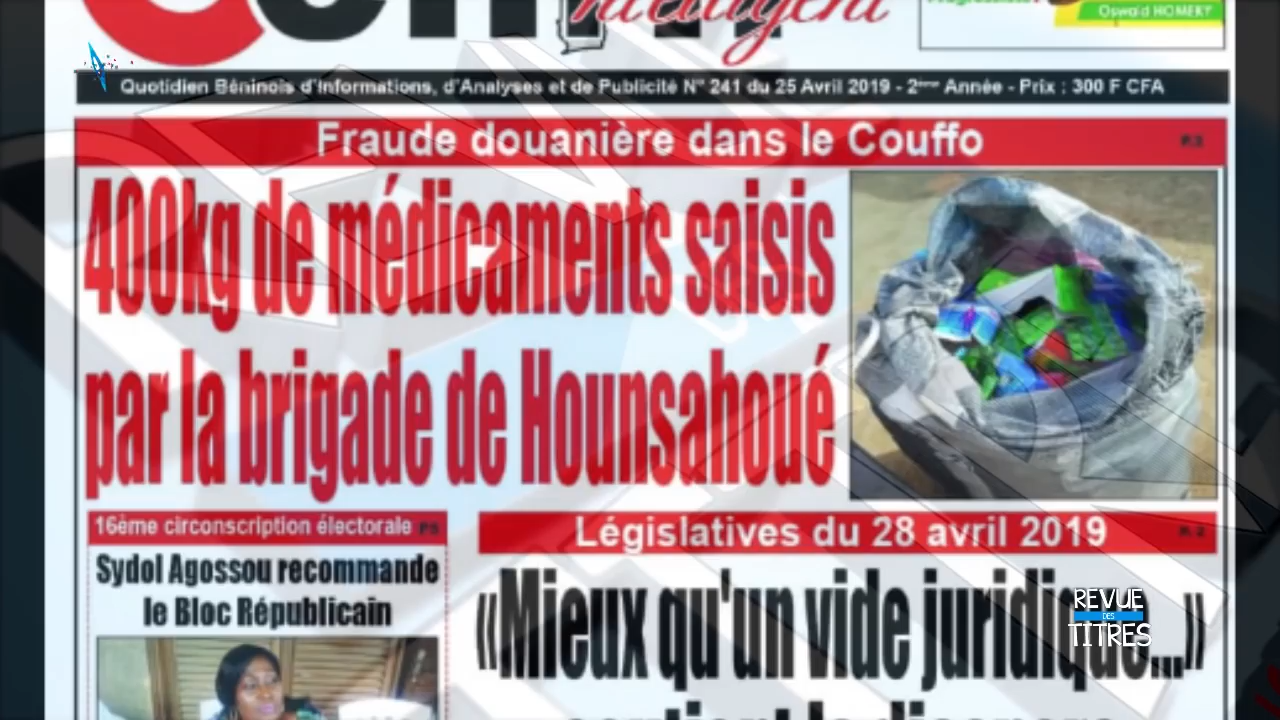 intelligent
Oswald HOMEKY
Quotidien Béninois d'Informations, d'Analyses et de Publicité N° 241 du 25 Avril 2019 - 2ème Année - Prix : 300 F CFA
Fraude douanière dans le Couffo
400kg de médicaments saisis
par la brigade de Hounsahoué
16ème circonscription électorale
Sydol Agossou recommande
le Bloc Républicain
Légishlatives du 28 avril 2019
«Mieux qu'un vide juridique...»
REVUE
DES
TITRES